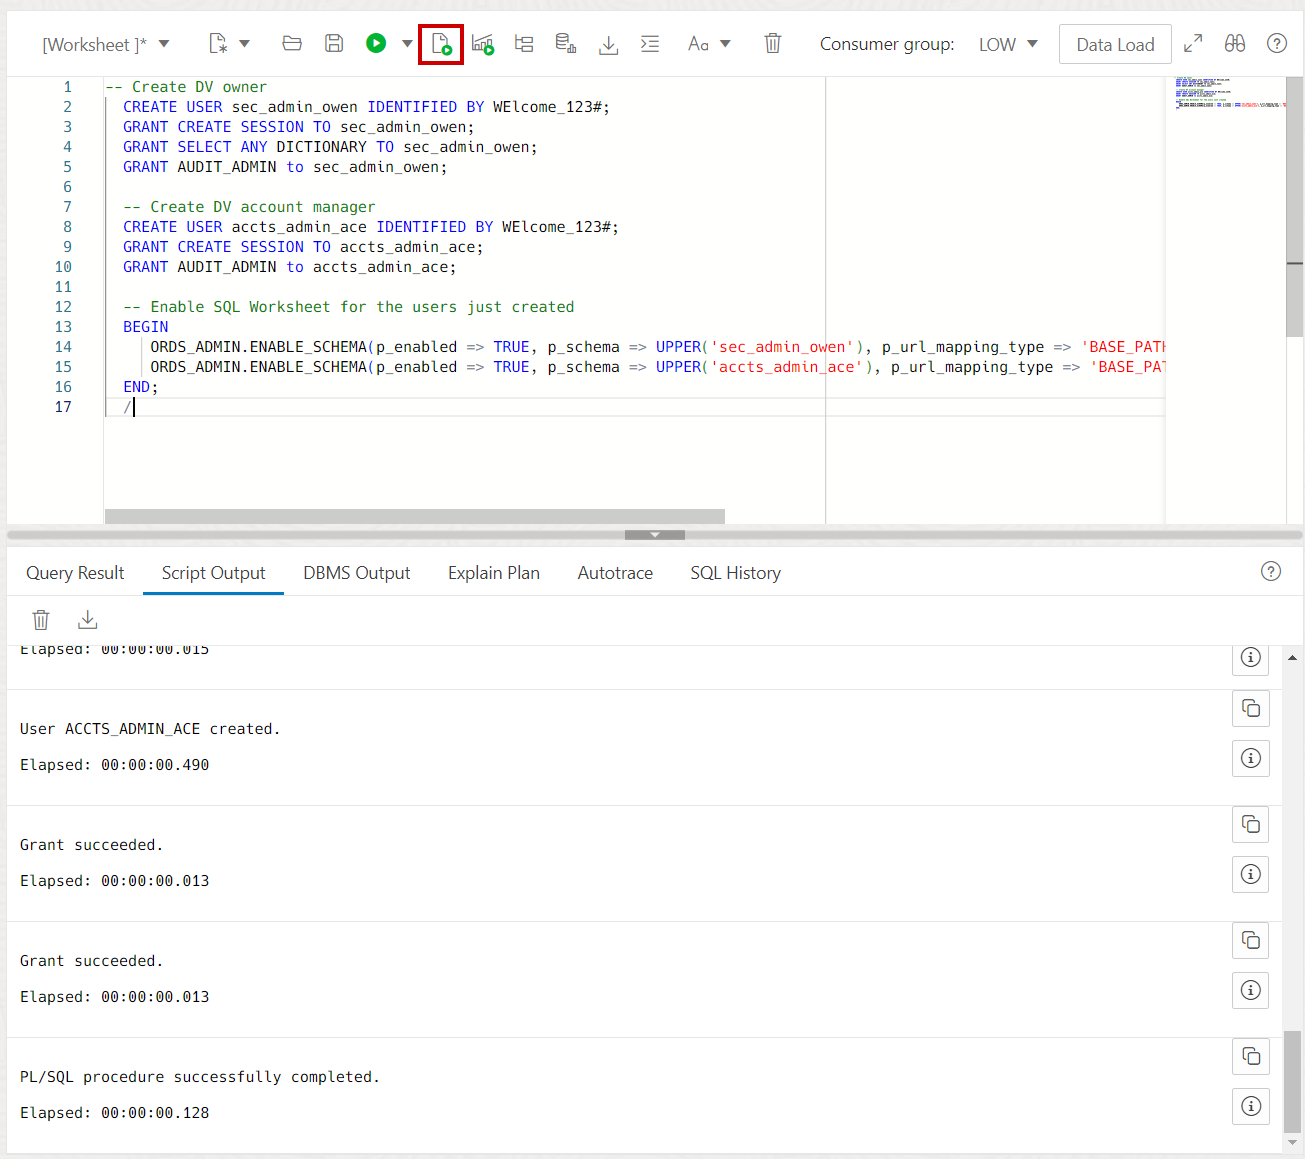 [Worksheet ]*
Aa
Consumer group:
LOW
Data Load
1 -- Create DV owner
2 CREATE USER sec_admin_owen IDENTIFIED BY WElcome_123#;
3 GRANT CREATE SESSION TO sec_admin_owen;
4 GRANT SELECT ANY DICTIONARY TO sec_admin_owen;
5 GRANT AUDIT_ADMIN to sec_admin_owen;
6
7 -- Create DV account manager
8 CREATE USER accts_admin_ace IDENTIFIED BY WElcome_123#;
9 GRANT CREATE SESSION TO accts_admin_ace;
10 GRANT AUDIT_ADMIN to accts_admin_ace;
11
12 -- Enable SQL Worksheet for the users just created
13 BEGIN
14 ORDS_ADMIN.ENABLE_SCHEMA(p_enabled => TRUE, p_schema => UPPER('sec_admin_owen'), p_url_mapping_type => 'BASE_PATH
15 ORDS_ADMIN.ENABLE_SCHEMA(p_enabled => TRUE, p_schema => UPPER('accts_admin_ace'), p_url_mapping_type => 'BASE_PAT
16 END;
17 /
Query Result
Script Output
DBMS Output
Explain Plan
Autotrace
SQL History
Elapsed: 00:00:00.015
User ACCTS_ADMIN_ACE created.
Elapsed: 00:00:00.490
Grant succeeded.
Elapsed: 00:00:00.013
Grant succeeded.
Elapsed: 00:00:00.013
PL/SQL procedure successfully completed.
Elapsed: 00:00:00.128